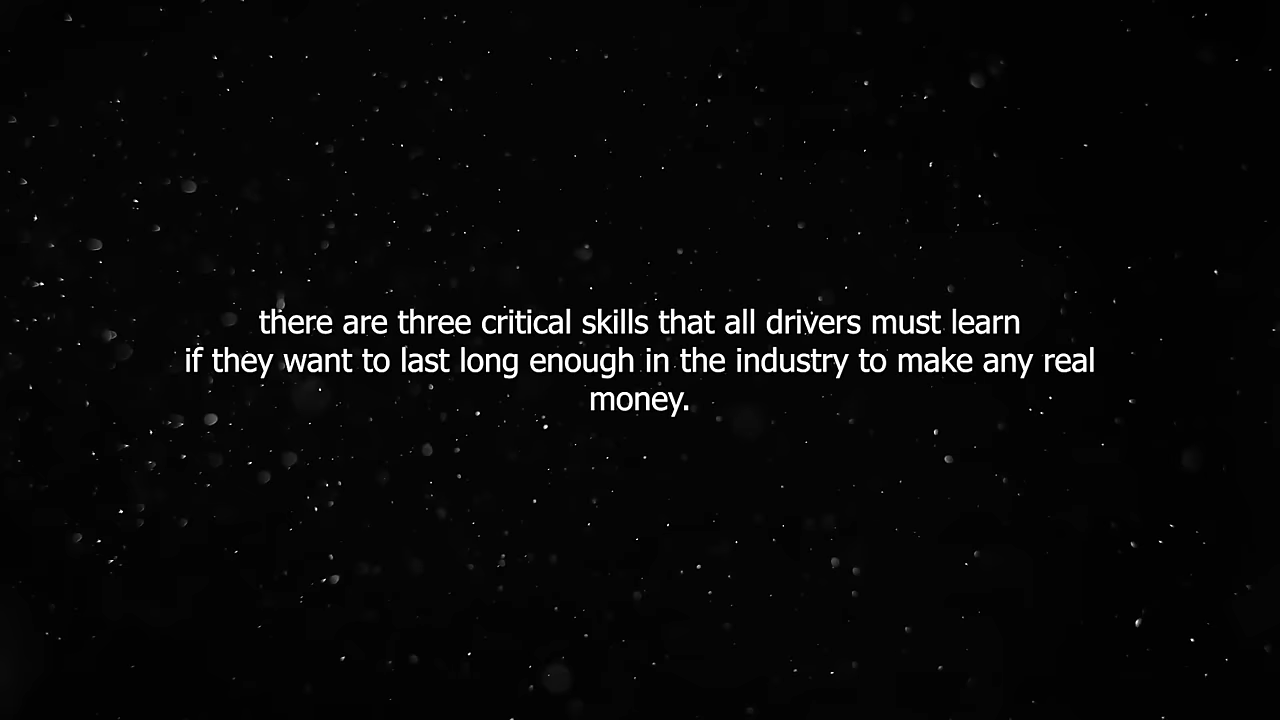 there are three critical skills that all drivers must learn
if they want to last long enough in the industry to make any real
money.